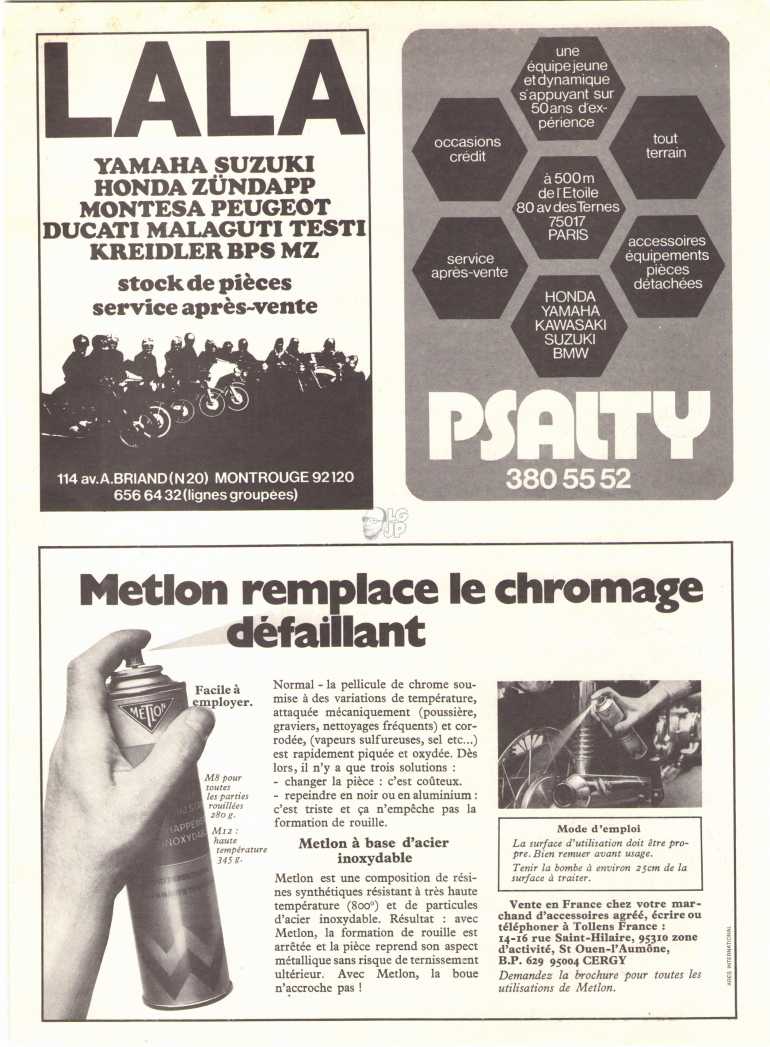 LALA
YAMAHA SUZUKI
HONDA ZÜNDAPP
MONTESA PEUGEOT
DUCATI MALAGUTI TESTI
KREIDLER BPS MZ
stock de pièces
service après-vente
114 av. A.BRIAND (N 20) MONTROUGE 92120
656 64 32 (lignes groupées)
une
équipe jeune
et dynamique
s'appuyant sur
50 ans d'ex-
périence
occasions
crédit
tout
terrain
à 500 m
de l'Etoile
80 av des Ternes
75017
PARIS
service
après-vente
accessoires
équipements
pièces
détachées
HONDA
YAMAHA
KAWASAKI
SUZUKI
BMW
PSALTY
380 55 52
LG
JP
Metlon remplace le chromage
défaillant
METLON
Facile à
employer.
M8 pour
toutes
les parties
rouillées
280 g.
M12 :
haute
température
345 g.
Normal - la pellicule de chrome sou-
mise à des variations de température,
attaquée mécaniquement (poussière,
graviers, nettoyages fréquents) et cor-
rodée, (vapeurs sulfureuses, sel etc...)
est rapidement piquée et oxydée. Dès
lors, il n'y a que trois solutions :
- changer la pièce : c'est coûteux.
- repeindre en noir ou en aluminium :
c'est triste et ça n'empêche pas la
formation de rouille.
Metlon à base d'acier
inoxydable
Metlon est une composition de rési-
nes synthétiques résistant à très haute
température (800°) et de particules
d'acier inoxydable. Résultat : avec
Metlon, la formation de rouille est
arrêtée et la pièce reprend son aspect
métallique sans risque de ternissement
ultérieur. Avec Metlon, la boue
n'accroche pas !
Mode d'emploi
La surface d'utilisation doit être pro-
pre. Bien remuer avant usage.
Tenir la bombe à environ 25cm de la
surface à traiter.
Vente en France chez votre mar-
chand d'accessoires agréé, écrire ou
téléphoner à Tollens France :
14-16 rue Saint-Hilaire, 95310 zone
d'activité, St Ouen-l'Aumône,
B.P. 629 95004 CERGY
Demandez la brochure pour toutes les
utilisations de Metlon.
ARES INTERNATIONAL